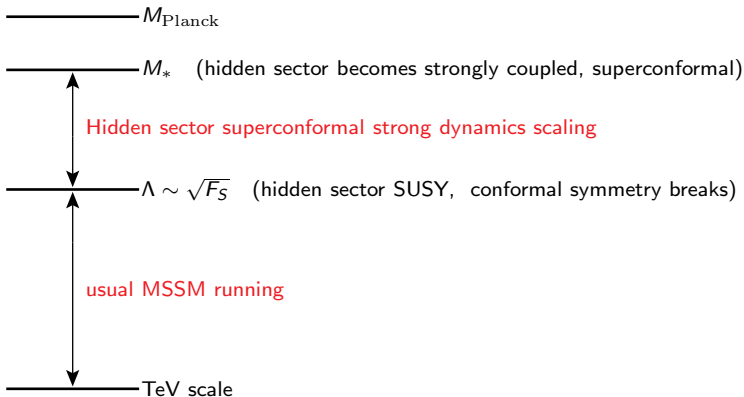 M_Planck
M_* (hidden sector becomes strongly coupled, superconformal)
Hidden sector superconformal strong dynamics scaling
Λ ∼ √F_S (hidden sector SUSY, conformal symmetry breaks)
usual MSSM running
TeV scale